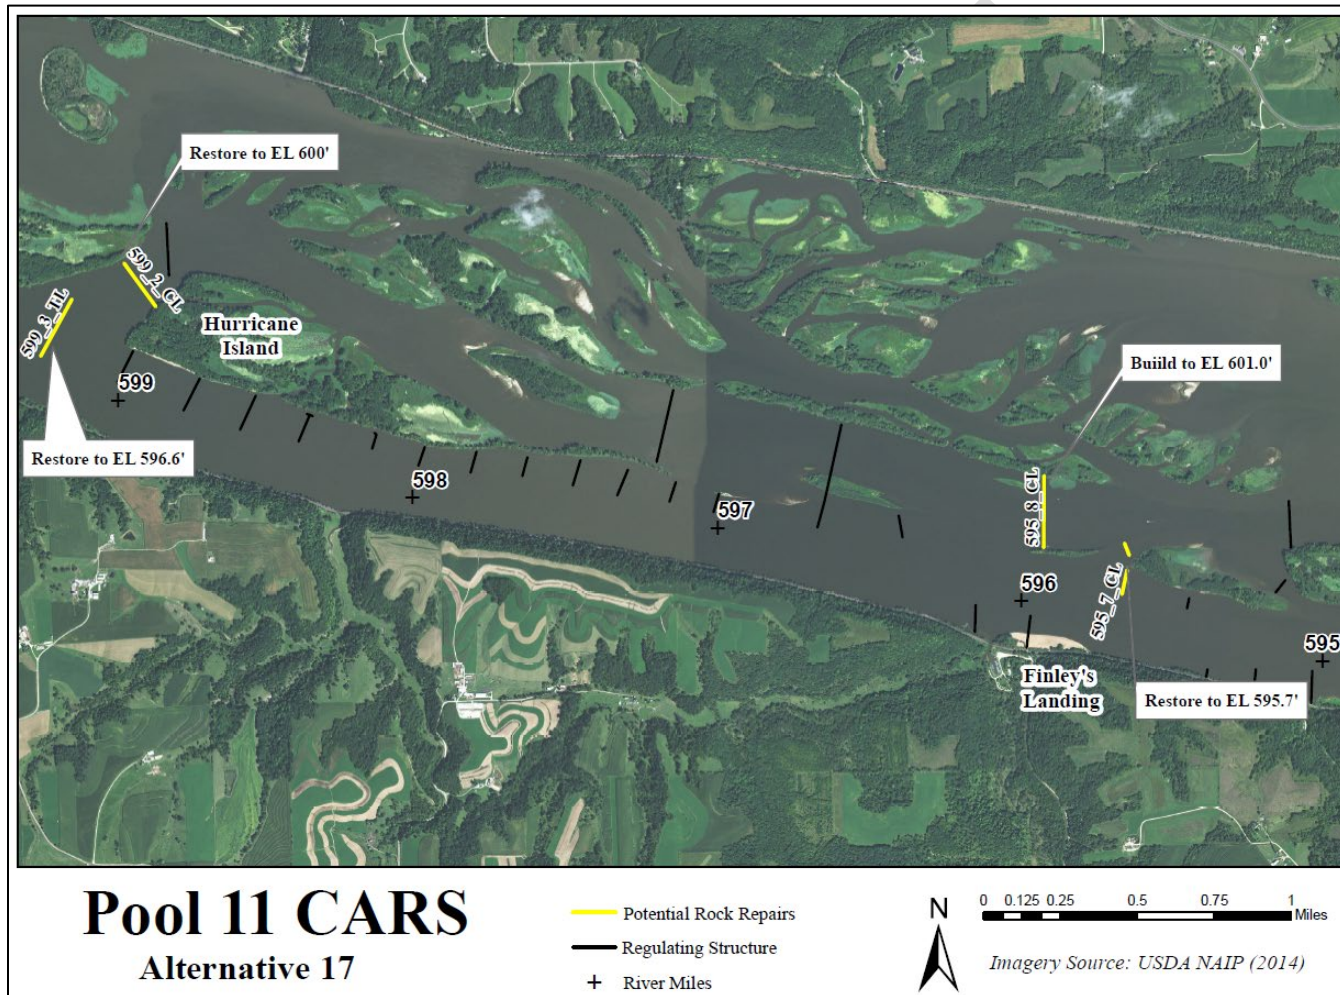 Restore to EL 600'
599_2_CL
599_3_TL
Hurricane
Island
Buiild to EL 601.0'
599
Restore to EL 596.6'
598
597
595_8_CL
596
595_7_CL
595
Finley's
Landing
Restore to EL 595.7'
Pool 11 CARS
Alternative 17
Potential Rock Repairs
Regulating Structure
River Miles
N
0 0.125 0.25 0.5 0.75 1
Miles
Imagery Source: USDA NAIP (2014)